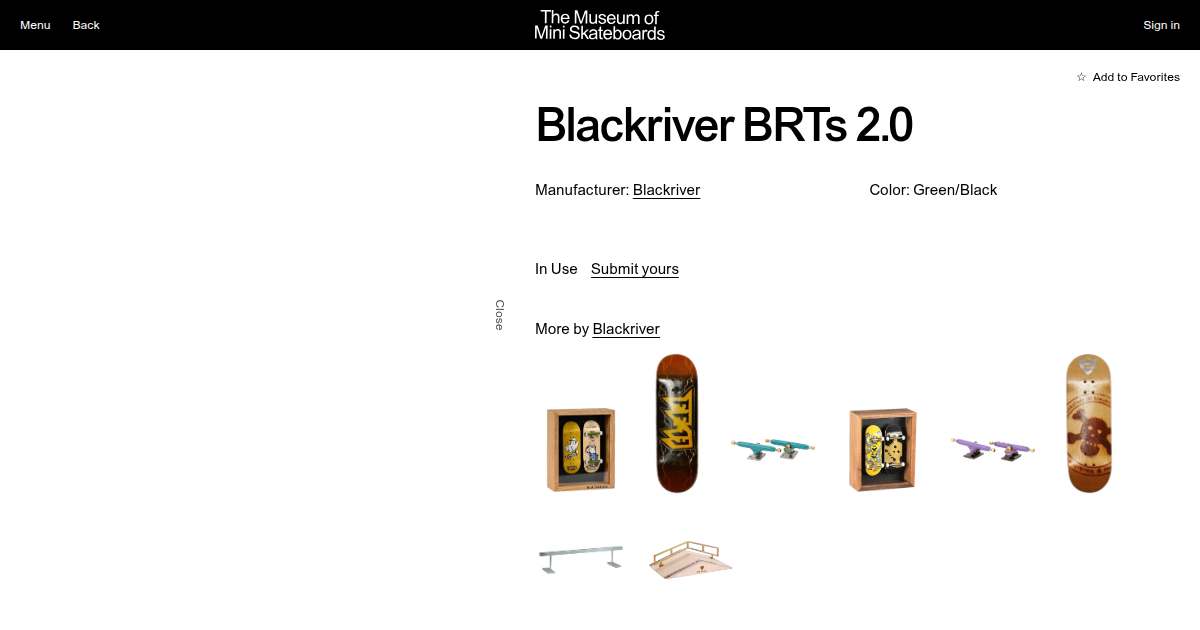 Menu
Back
The Museum of
Mini Skateboards
Sign in
☆ Add to Favorites
Blackriver BRTs 2.0
Manufacturer: Blackriver
Color: Green/Black
In Use
Submit yours
Close
More by Blackriver